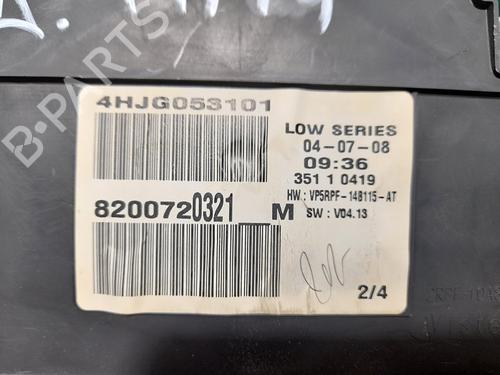 B-PARTS
4HJG053101
LOW SERIES
04-07-08
09:36
351 1 0419
HW: VP5RPF-14B115-AT
8200720321__M
SW: V04.13
2/4